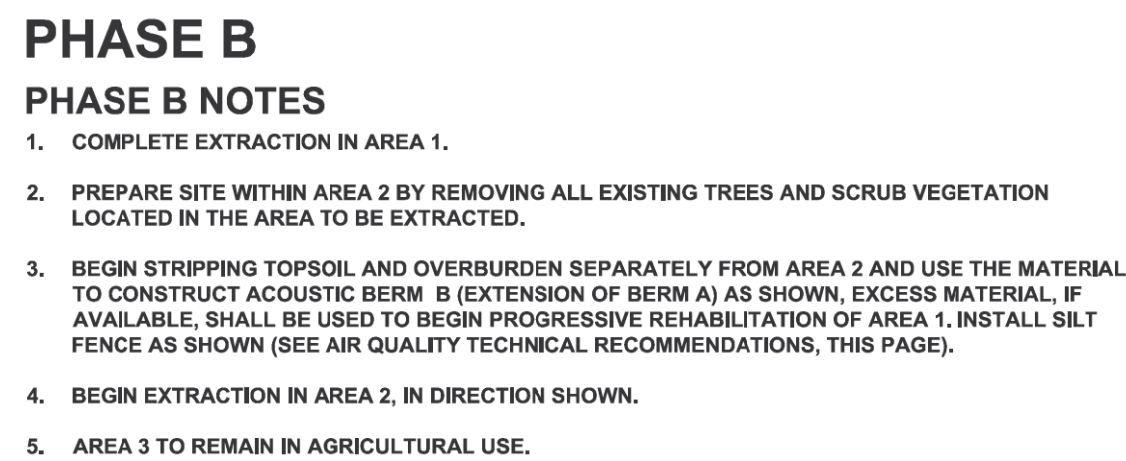 PHASE B
PHASE B NOTES
1. COMPLETE EXTRACTION IN AREA 1.
2. PREPARE SITE WITHIN AREA 2 BY REMOVING ALL EXISTING TREES AND SCRUB VEGETATION
LOCATED IN THE AREA TO BE EXTRACTED.
3. BEGIN STRIPPING TOPSOIL AND OVERBURDEN SEPARATELY FROM AREA 2 AND USE THE MATERIAL
TO CONSTRUCT ACOUSTIC BERM B (EXTENSION OF BERM A) AS SHOWN, EXCESS MATERIAL, IF
AVAILABLE, SHALL BE USED TO BEGIN PROGRESSIVE REHABILITATION OF AREA 1. INSTALL SILT
FENCE AS SHOWN (SEE AIR QUALITY TECHNICAL RECOMMENDATIONS, THIS PAGE).
4. BEGIN EXTRACTION IN AREA 2, IN DIRECTION SHOWN.
5. AREA 3 TO REMAIN IN AGRICULTURAL USE.